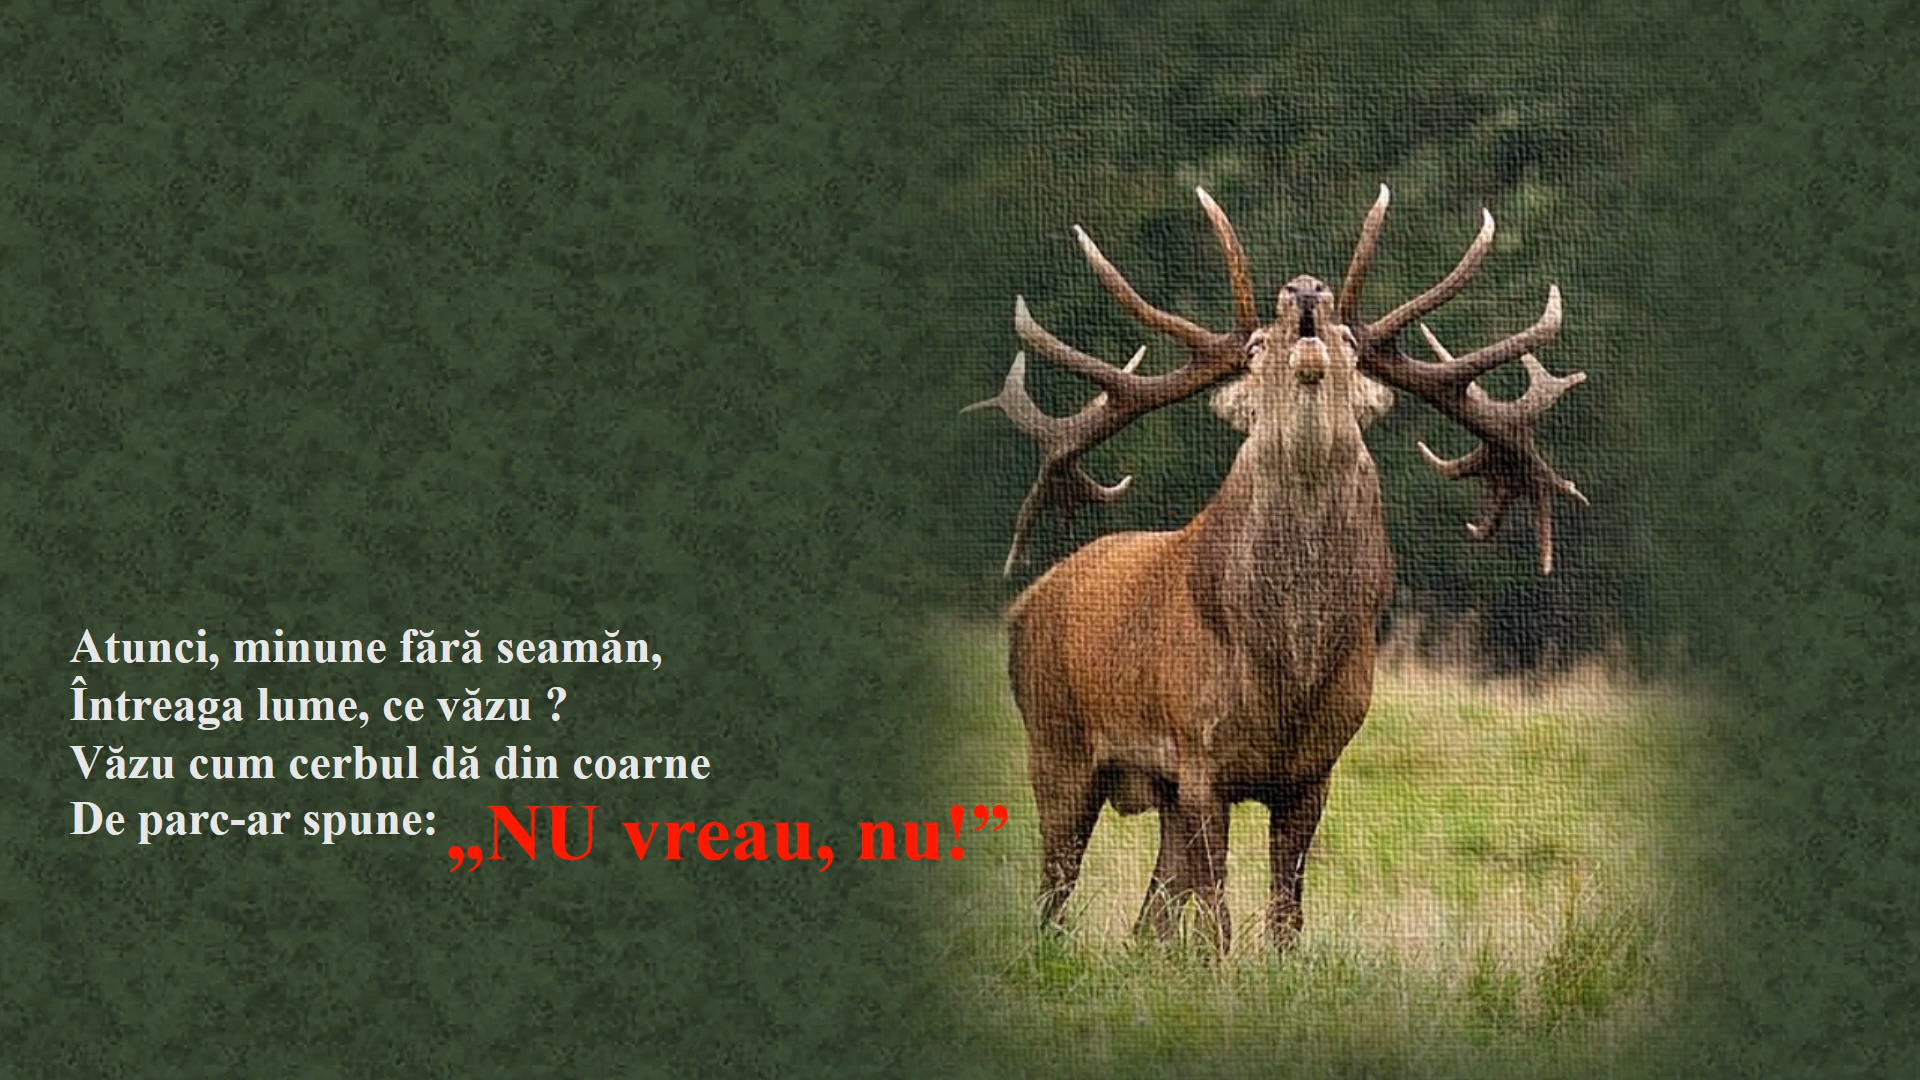 Atunci, minune fără seamăn,
Întreaga lume, ce văzu ?
Văzu cum cerbul dă din coarne
De parc-ar spune: „NU vreau, nu!”